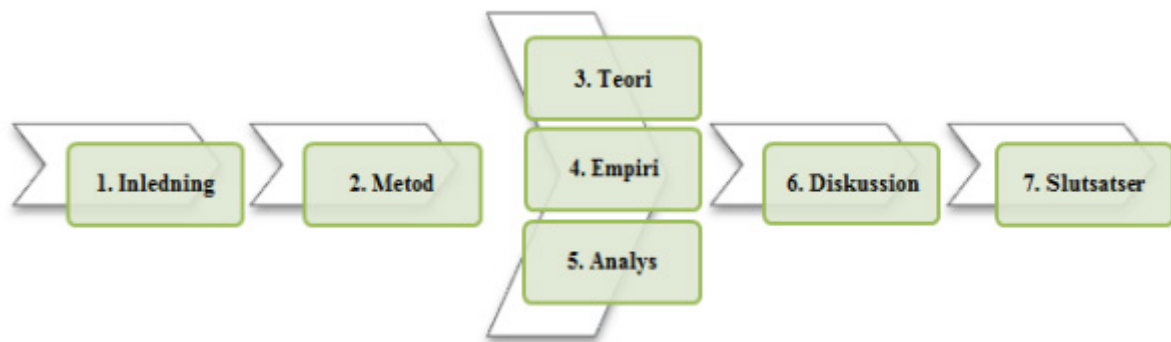 1. Inledning
2. Metod
3. Teori
4. Empiri
5. Analys
6. Diskussion
7. Slutsatser